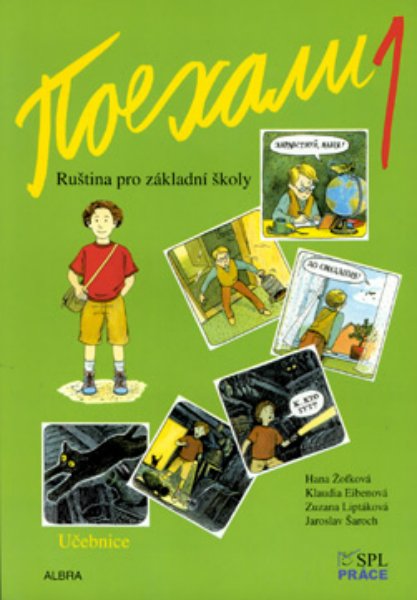 Поехали 1
Ruština pro základní školy
ЗДРАВСТВУЙ, ВАНЯ!
ДО СВИДАНИЯ!
К.. КТО
ТУТ?
Hana Žofková
Klaudia Eibenová
Zuzana Liptáková
Jaroslav Šaroch
Učebnice
ALBRA
SPL
PRÁCE